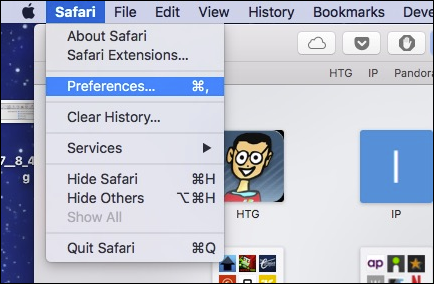 Safari File Edit View History Bookmarks Deve
About Safari
Safari Extensions...
Preferences... ⌘,
Clear History...
Services ▶
Hide Safari ⌘H
Hide Others ⌥⌘H
Show All
Quit Safari ⌘Q
HTG IP Pandora
7__8_4
g
I
HTG
IP
ap